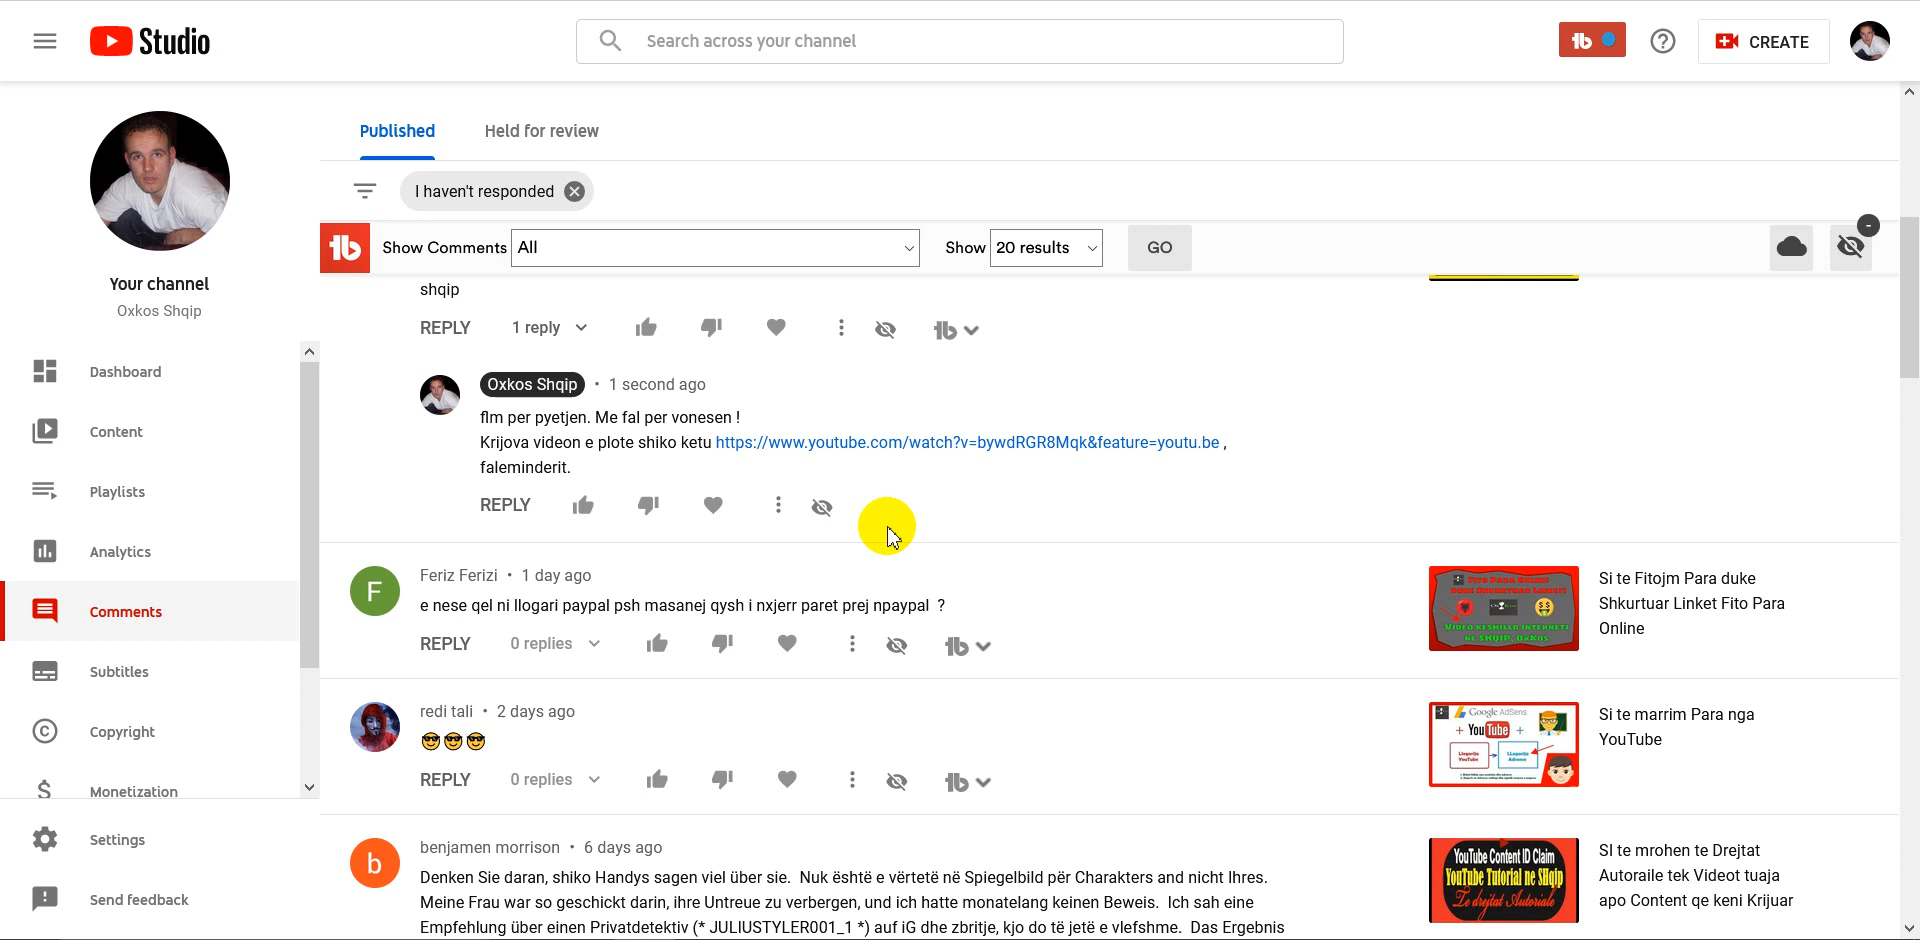 Studio
Search across your channel
CREATE
Your channel
Oxkos Shqip
Dashboard
Content
Playlists
Analytics
Comments
Subtitles
Copyright
Monetization
Settings
Send feedback
Published
Held for review
I haven't responded
Show Comments All
Show 20 results
GO
shqip
REPLY 1 reply
Oxkos Shqip • 1 second ago
flm per pyetjen. Me fal per vonesen !
Krijova videon e plote shiko ketu https://www.youtube.com/watch?v=bywdRGR8Mqk&feature=youtu.be ,
faleminderit.
REPLY
F
Feriz Ferizi • 1 day ago
e nese qel ni llogari paypal psh masanej qysh i nxjerr paret prej npaypal ?
REPLY 0 replies
Si te Fitojm Para duke
Shkurtuar Linket Fito Para
Online
redi tali • 2 days ago
REPLY 0 replies
Google AdSens
+ YouTube +
Si te marrim Para nga
YouTube
b
benjamen morrison • 6 days ago
Denken Sie daran, shiko Handys sagen viel über sie. Nuk është e vërtetë në Spiegelbild për Charakters and nicht Ihres.
Meine Frau war so geschickt darin, ihre Untreue zu verbergen, und ich hatte monatelang keinen Beweis. Ich sah eine
Empfehlung über einen Privatdetektiv (* JULIUSTYLER001_1 *) auf iG dhe zbritje, kjo do të jetë e vlefshme. Das Ergebnis
YouTube Content ID Claim
YouTube Tutorial ne SHqip
Te drejtat Autoriale
SI te mrohen te Drejtat
Autoraile tek Videot tuaja
apo Content qe keni Krijuar